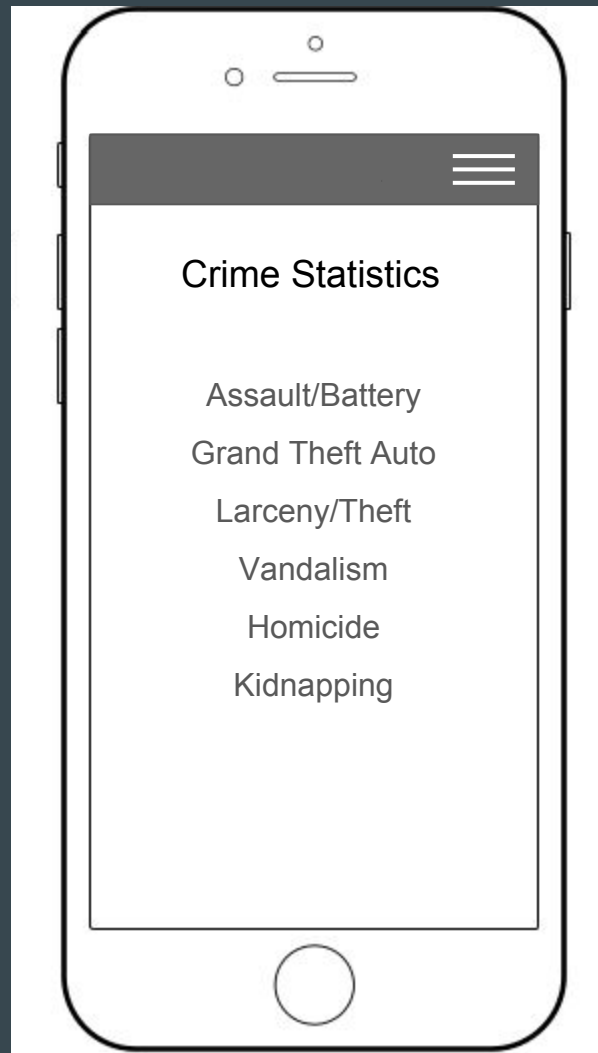 Crime Statistics
Assault/Battery
Grand Theft Auto
Larceny/Theft
Vandalism
Homicide
Kidnapping